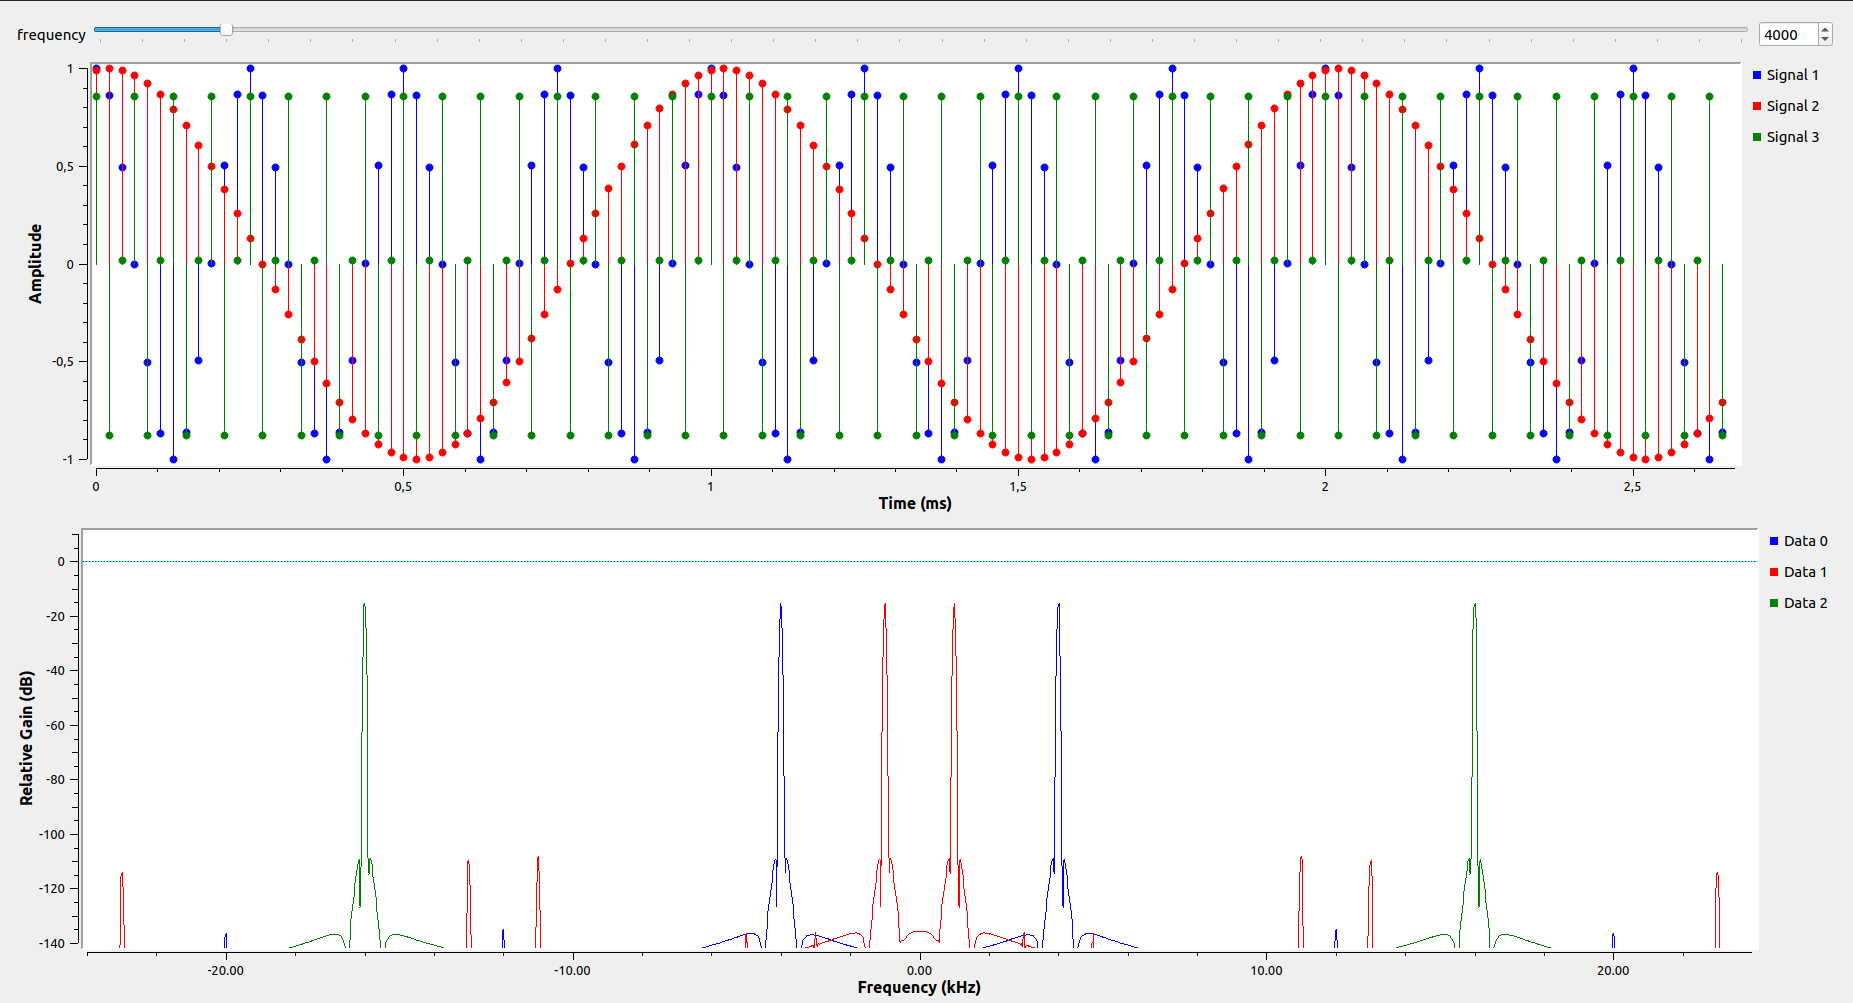 frequency
4000
1
0,5
0
-0,5
-1
Amplitude
0 0,5 1 1,5 2 2,5
Time (ms)
Signal 1
Signal 2
Signal 3
0
-20
-40
-60
-80
-100
-120
-140
Relative Gain (dB)
-20.00 -10.00 0.00 10.00 20.00
Frequency (kHz)
Data 0
Data 1
Data 2